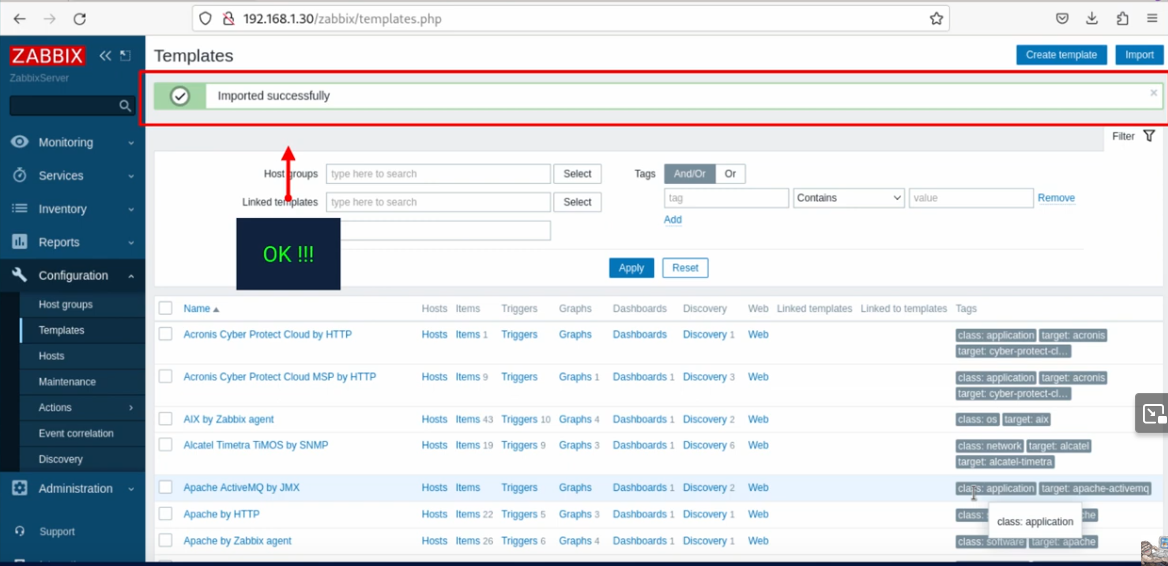 192.168.1.30/zabbix/templates.php
ZABBIX
ZabbixServer
Monitoring
Services
Inventory
Reports
Configuration
Host groups
Templates
Hosts
Maintenance
Actions
Event correlation
Discovery
Administration
Support
Templates
Create template Import
Imported successfully
Filter
Host groups type here to search Select Tags And/Or Or
Linked templates type here to search Select tag Contains value Remove
Add
OK !!!
Apply Reset
Name Hosts Items Triggers Graphs Dashboards Discovery Web Linked templates Linked to templates Tags
Acronis Cyber Protect Cloud by HTTP Hosts Items 1 Triggers Graphs Dashboards Discovery 1 Web class: application target: acronis
target: cyber-protect-cl...
Acronis Cyber Protect Cloud MSP by HTTP Hosts Items 9 Triggers Graphs 1 Dashboards 1 Discovery 3 Web class: application target: acronis
target: cyber-protect-cl...
AIX by Zabbix agent Hosts Items 43 Triggers 10 Graphs 4 Dashboards 1 Discovery 2 Web class: os target: aix
Alcatel Timetra TiMOS by SNMP Hosts Items 19 Triggers 9 Graphs 3 Dashboards 1 Discovery 6 Web class: network target: alcatel
target: alcatel-timetra
Apache ActiveMQ by JMX Hosts Items Triggers Graphs Dashboards 1 Discovery 2 Web class: application target: apache-activemq
Apache by HTTP Hosts Items 22 Triggers 5 Graphs 3 Dashboards 1 Discovery 1 Web
class: application
Apache by Zabbix agent Hosts Items 26 Triggers 6 Graphs 4 Dashboards 1 Discovery 1 Web class: software target: apache